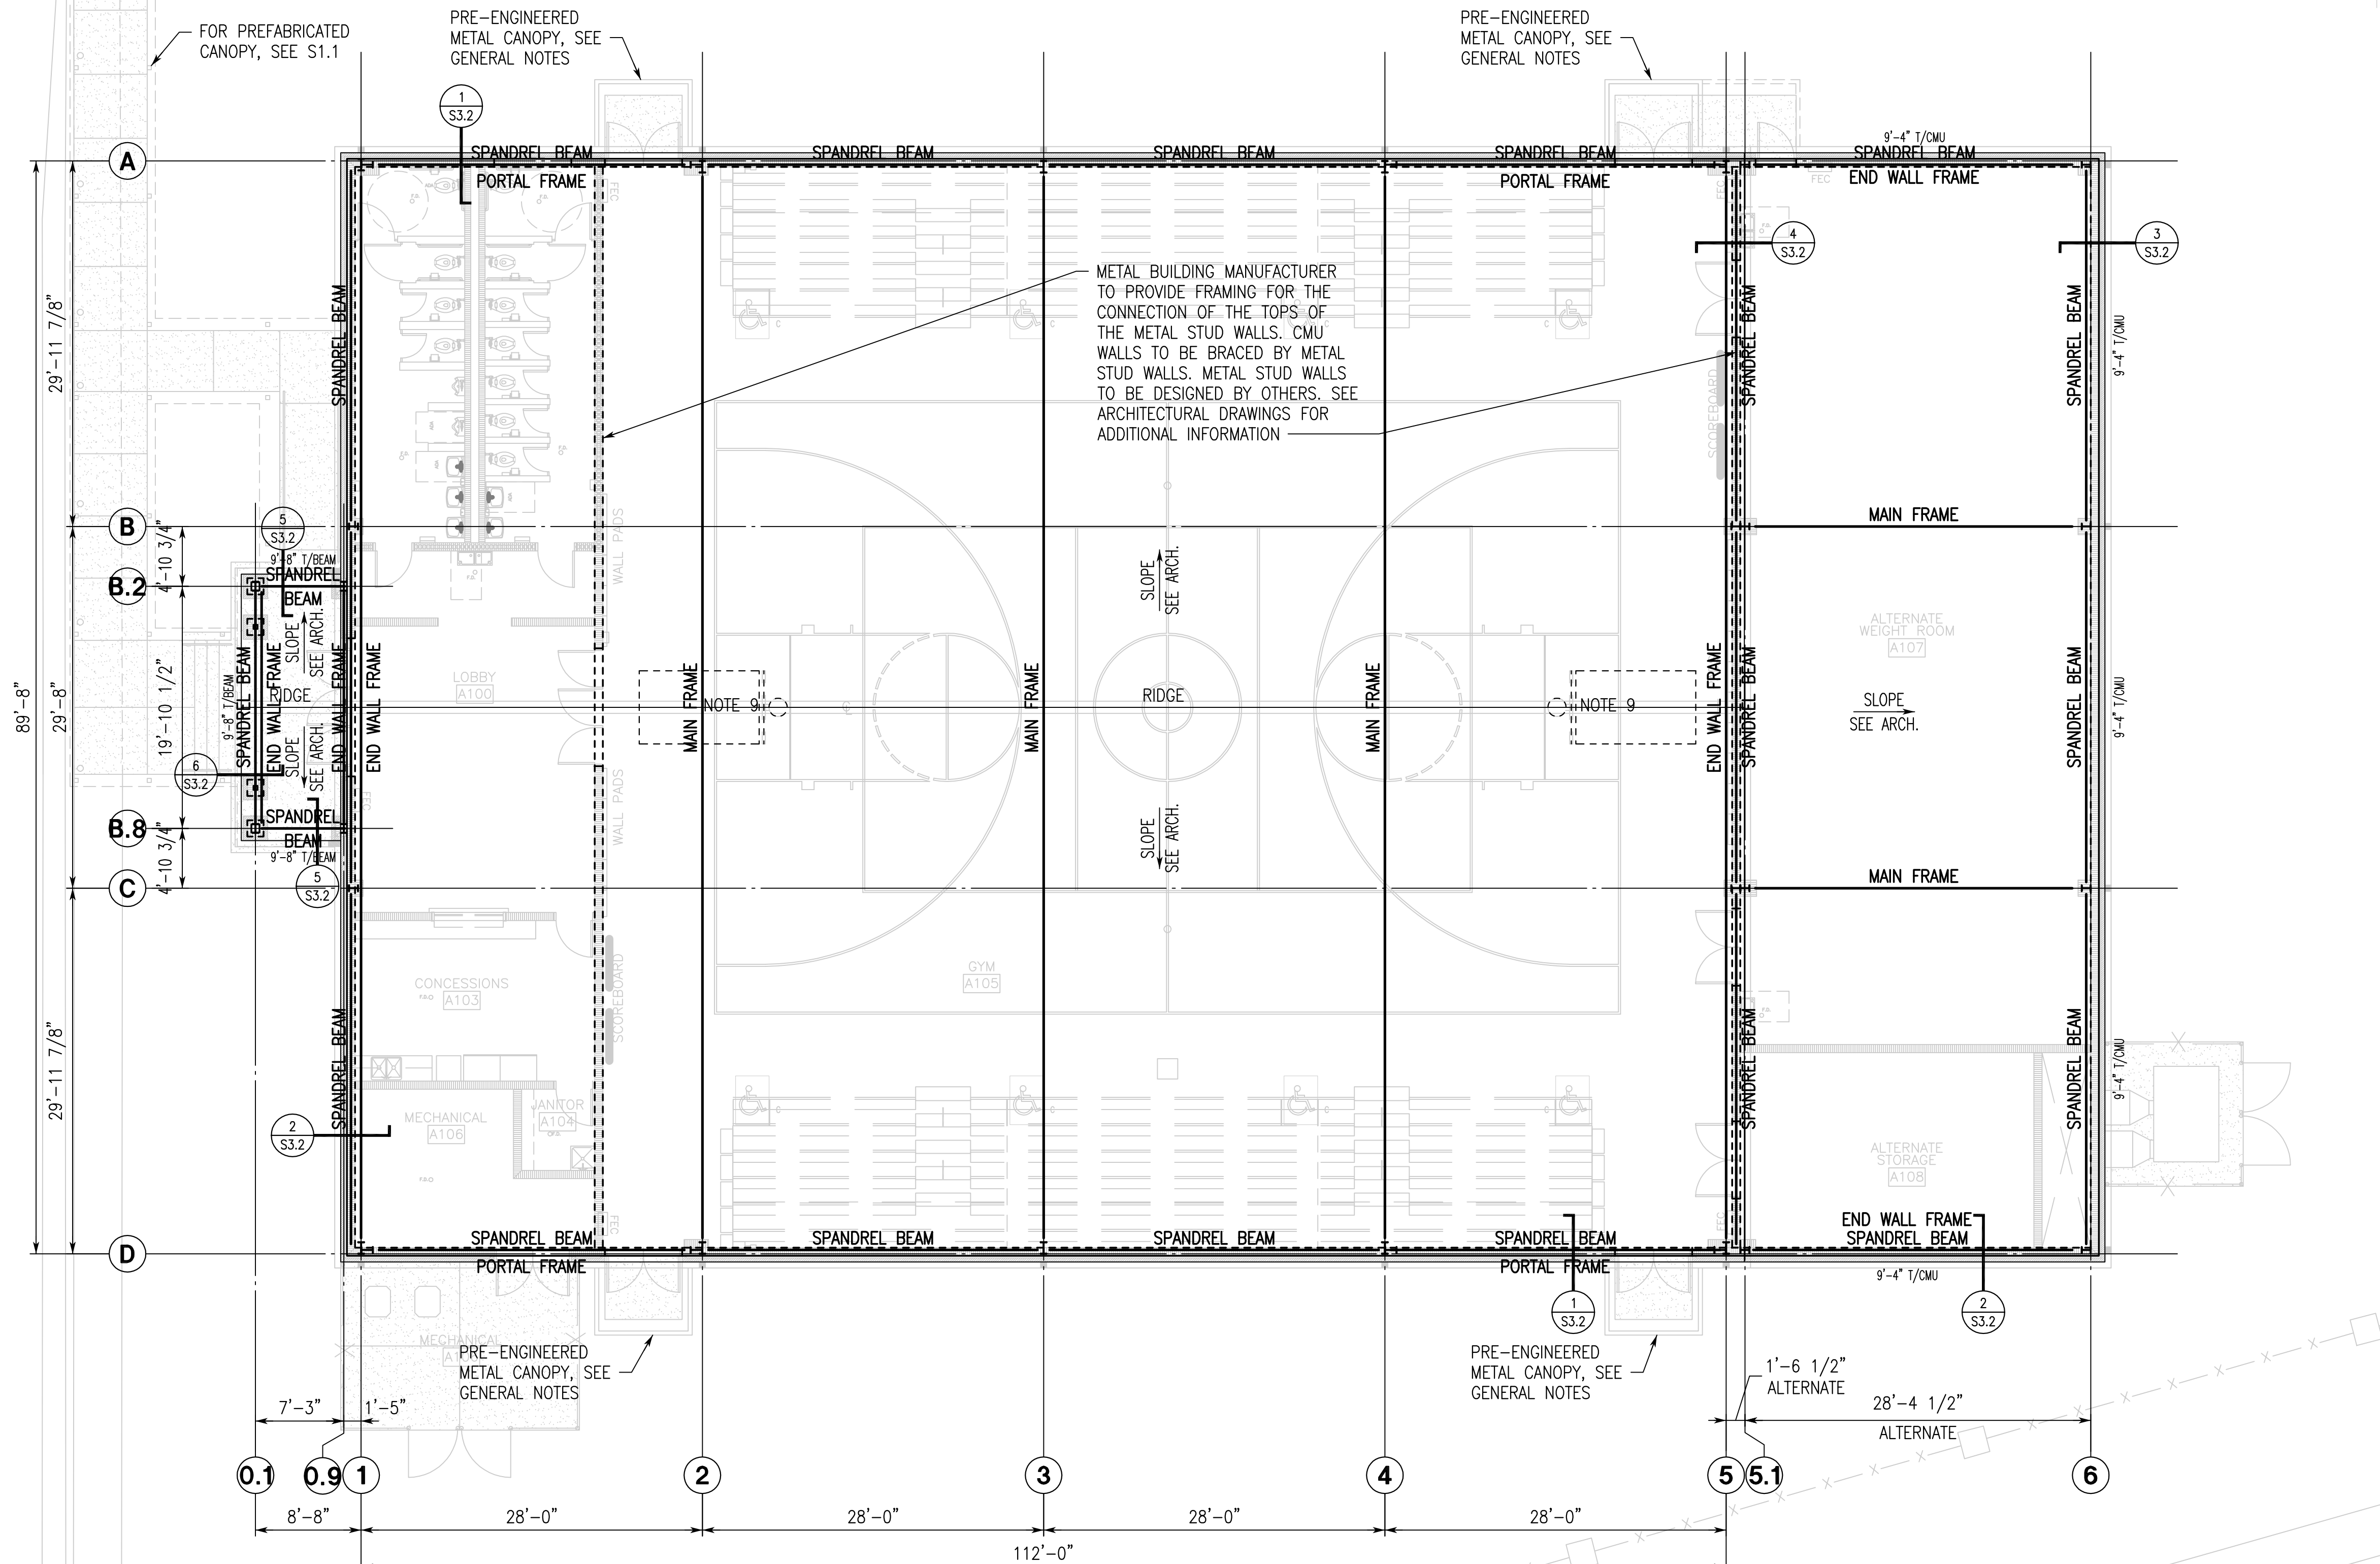 FOR PREFABRICATED
CANOPY, SEE S1.1
PRE-ENGINEERED
METAL CANOPY, SEE
GENERAL NOTES
PRE-ENGINEERED
METAL CANOPY, SEE
GENERAL NOTES
1
S3.2
A
SPANDREL BEAM
PORTAL FRAME
SPANDREL BEAM
SPANDREL BEAM
SPANDREL BEAM
PORTAL FRAME
9'-4" T/CMU
SPANDREL BEAM
END WALL FRAME
FEC
FEC
FEC
4
S3.2
3
S3.2
METAL BUILDING MANUFACTURER
TO PROVIDE FRAMING FOR THE
CONNECTION OF THE TOPS OF
THE METAL STUD WALLS. CMU
WALLS TO BE BRACED BY METAL
STUD WALLS. METAL STUD WALLS
TO BE DESIGNED BY OTHERS. SEE
ARCHITECTURAL DRAWINGS FOR
ADDITIONAL INFORMATION
29'-11 7/8"
SPANDREL BEAM
SCOREBOARD
SPANDREL BEAM
SPANDREL BEAM
9'-4" T/CMU
B
5
S3.2
4'-10 3/4"
9'-8" T/BEAM
SPANDREL
BEAM
B.2
WALL PADS
MAIN FRAME
SLOPE
SEE ARCH.
SLOPE
SEE ARCH.
89'-8"
29'-8"
19'-10 1/2"
9'-8" T/BEAM
SPANDREL BEAM
END WALL FRAME
RIDGE
END WALL FRAME
END WALL FRAME
LOBBY
A100
MAIN FRAME
NOTE 9
MAIN FRAME
RIDGE
MAIN FRAME
NOTE 9
END WALL FRAME
SPANDREL BEAM
ALTERNATE
WEIGHT ROOM
A107
SLOPE
SEE ARCH.
SPANDREL BEAM
9'-4" T/CMU
6
S3.2
SLOPE
SEE ARCH.
SLOPE
SEE ARCH.
WALL PADS
FEC
B.8
SPANDREL
BEAM
9'-8" T/BEAM
4'-10 3/4"
5
S3.2
C
MAIN FRAME
CONCESSIONS
A103
SCOREBOARD
GYM
A105
29'-11 7/8"
SPANDREL BEAM
SPANDREL BEAM
SPANDREL BEAM
9'-4" T/CMU
2
S3.2
MECHANICAL
A106
JANITOR
A104
ALTERNATE
STORAGE
A108
FEC
FEC
D
SPANDREL BEAM
PORTAL FRAME
SPANDREL BEAM
SPANDREL BEAM
SPANDREL BEAM
PORTAL FRAME
END WALL FRAME
SPANDREL BEAM
9'-4" T/CMU
1
S3.2
2
S3.2
MECHANICAL
PRE-ENGINEERED
METAL CANOPY, SEE
GENERAL NOTES
PRE-ENGINEERED
METAL CANOPY, SEE
GENERAL NOTES
7'-3"
1'-5"
1'-6 1/2"
ALTERNATE
28'-4 1/2"
ALTERNATE
0.1
0.9
1
2
3
4
5
5.1
6
8'-8"
28'-0"
28'-0"
28'-0"
28'-0"
112'-0"